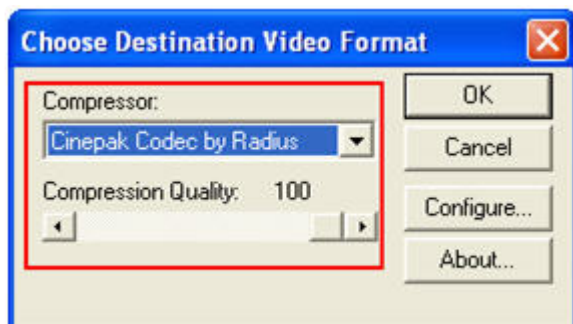 Choose Destination Video Format
Compressor:
Cinepak Codec by Radius
Compression Quality: 100
OK
Cancel
Configure...
About...